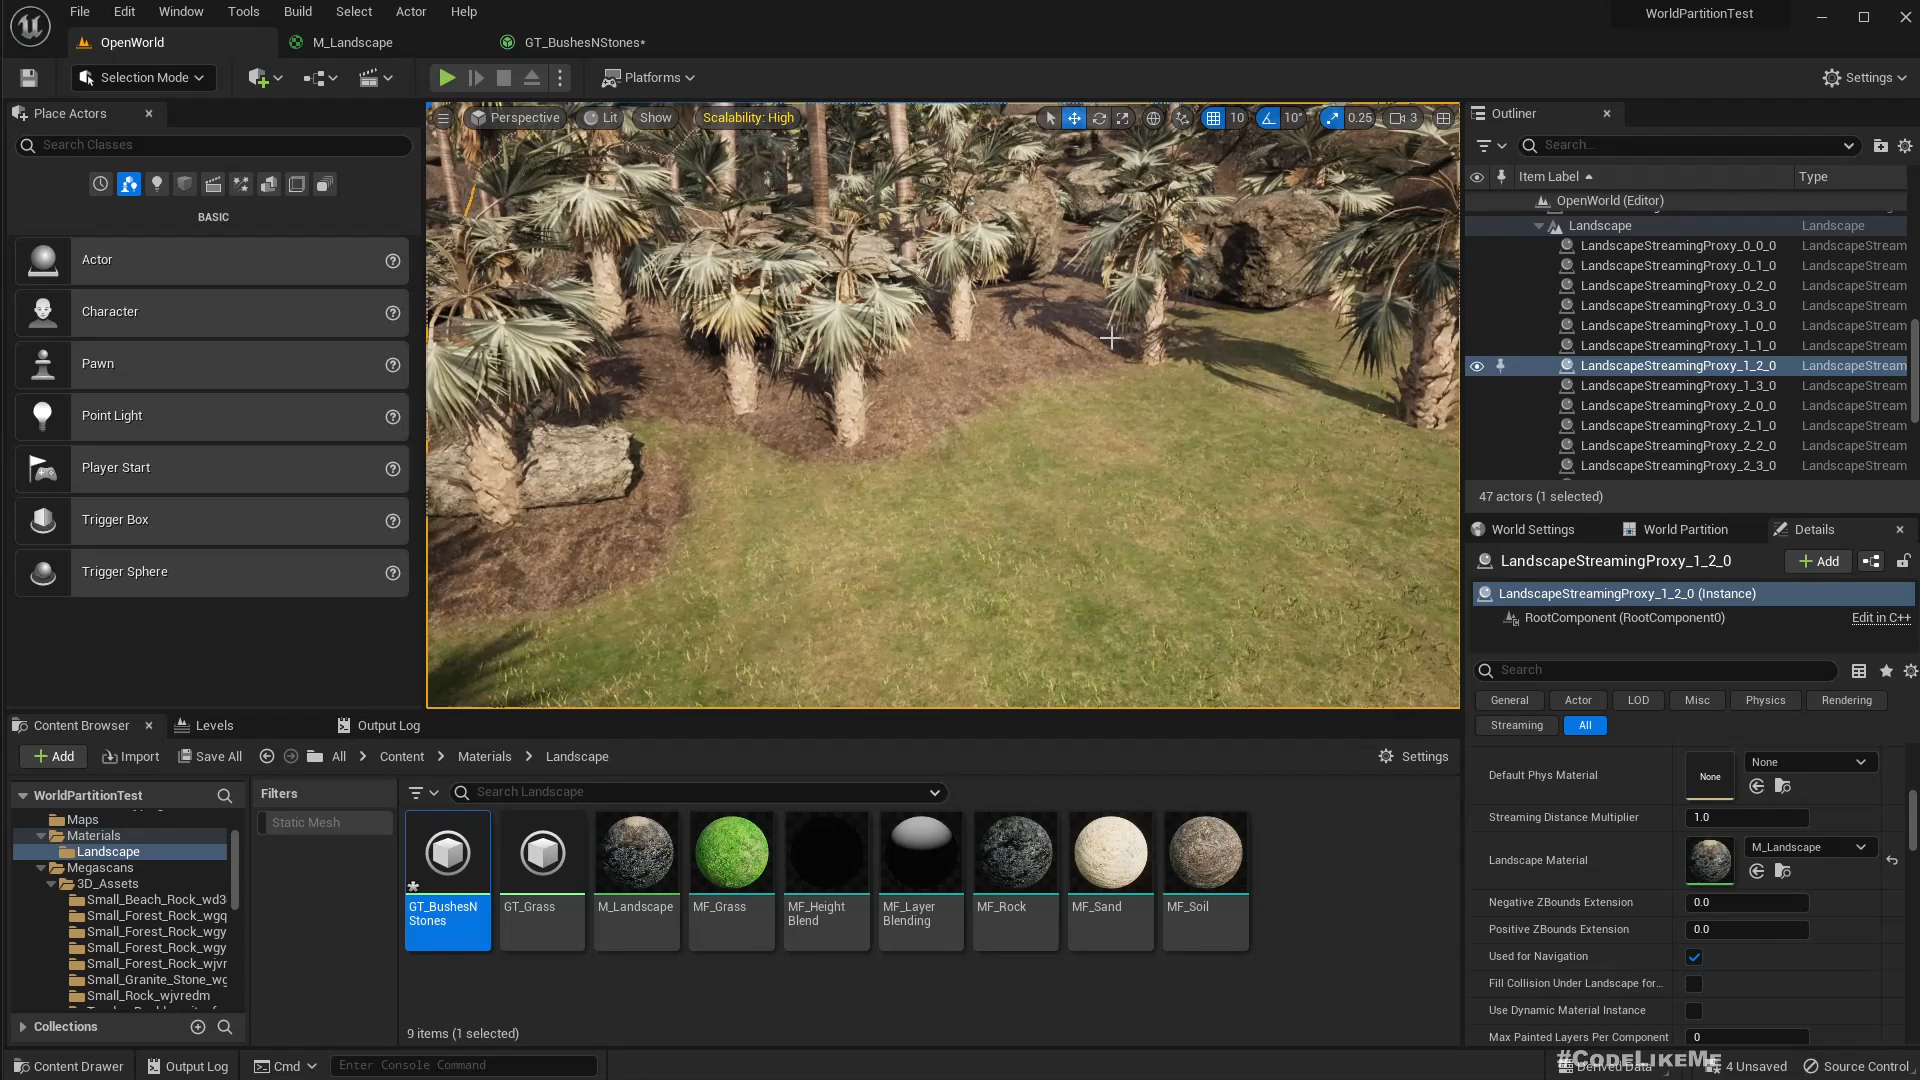 File Edit Window Tools Build Select Actor Help
WorldPartitionTest
OpenWorld
M_Landscape
GT_BushesNStones*
Selection Mode
Platforms
Settings
Place Actors
Search Classes
BASIC
Actor
Character
Pawn
Point Light
Player Start
Trigger Box
Trigger Sphere
Perspective
Lit
Show
Scalability: High
10
10°
0.25
3
Outliner
Search...
Item Label
Type
OpenWorld (Editor)
Landscape Landscape
LandscapeStreamingProxy_0_0_0 LandscapeStream
LandscapeStreamingProxy_0_1_0 LandscapeStream
LandscapeStreamingProxy_0_2_0 LandscapeStream
LandscapeStreamingProxy_0_3_0 LandscapeStream
LandscapeStreamingProxy_1_0_0 LandscapeStream
LandscapeStreamingProxy_1_1_0 LandscapeStream
LandscapeStreamingProxy_1_2_0 LandscapeStream
LandscapeStreamingProxy_1_3_0 LandscapeStream
LandscapeStreamingProxy_2_0_0 LandscapeStream
LandscapeStreamingProxy_2_1_0 LandscapeStream
LandscapeStreamingProxy_2_2_0 LandscapeStream
LandscapeStreamingProxy_2_3_0 LandscapeStream
47 actors (1 selected)
World Settings
World Partition
Details
LandscapeStreamingProxy_1_2_0
Add
LandscapeStreamingProxy_1_2_0 (Instance)
RootComponent (RootComponent0)
Edit in C++
Search
General Actor LOD Misc Physics Rendering
Streaming All
Default Phys Material
None
None
Streaming Distance Multiplier 1.0
Landscape Material
M_Landscape
Negative ZBounds Extension 0.0
Positive ZBounds Extension 0.0
Used for Navigation
Fill Collision Under Landscape for...
Use Dynamic Material Instance
Max Painted Layers Per Component 0
Content Browser
Levels
Output Log
Add
Import
Save All
All
Content
Materials
Landscape
Settings
WorldPartitionTest
Maps
Materials
Landscape
Megascans
3D_Assets
Small_Beach_Rock_wd3
Small_Forest_Rock_wgq
Small_Forest_Rock_wgy
Small_Forest_Rock_wgy
Small_Forest_Rock_wjvr
Small_Granite_Stone_wg
Small_Rock_wjvredm
Collections
Filters
Static Mesh
Search Landscape
GT_BushesN
Stones
GT_Grass
M_Landscape
MF_Grass
MF_Height
Blend
MF_Layer
Blending
MF_Rock
MF_Sand
MF_Soil
9 items (1 selected)
Content Drawer
Output Log
Cmd
Enter Console Command
#CodeLikeMe
Derived Data
4 Unsaved
Source Control